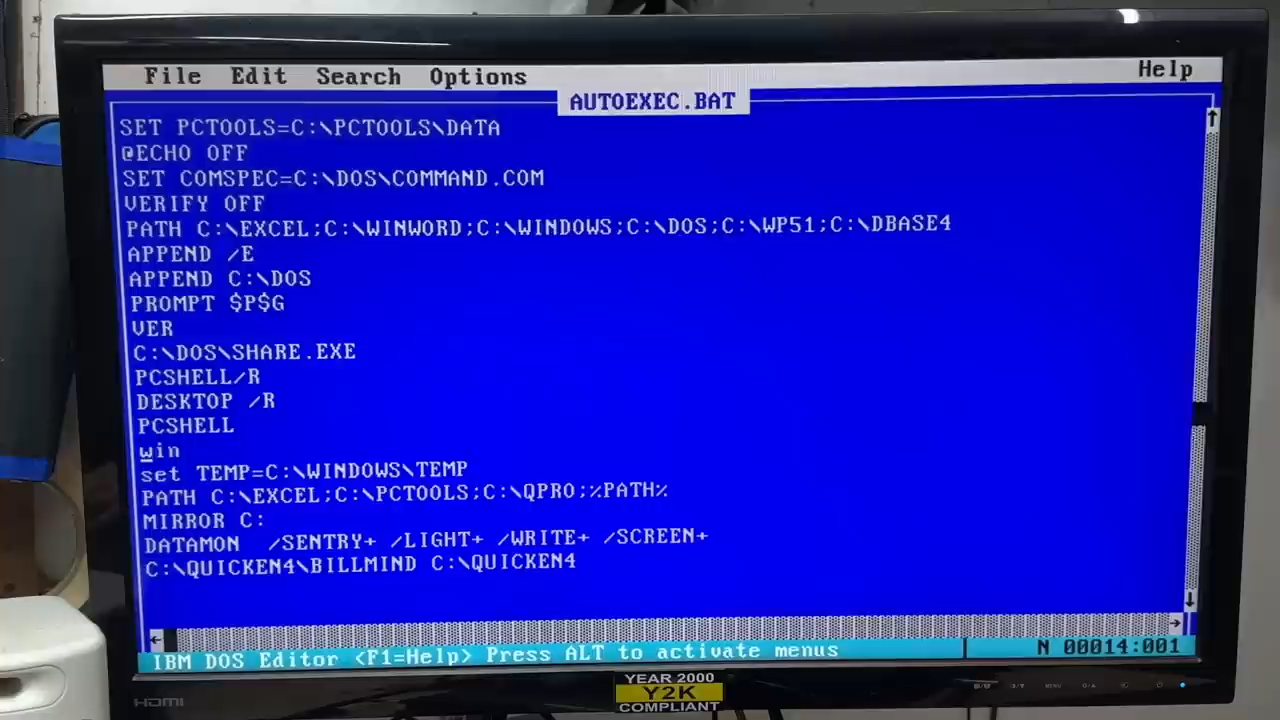 File Edit Search Options Help
AUTOEXEC.BAT
SET PCTOOLS=C:\PCTOOLS\DATA
@ECHO OFF
SET COMSPEC=C:\DOS\COMMAND.COM
VERIFY OFF
PATH C:\EXCEL;C:\WINWORD;C:\WINDOWS;C:\DOS;C:\WP51;C:\DBASE4
APPEND /E
APPEND C:\DOS
PROMPT $P$G
VER
C:\DOS\SHARE.EXE
PCSHELL/R
DESKTOP /R
PCSHELL
win
set TEMP=C:\WINDOWS\TEMP
PATH C:\EXCEL;C:\PCTOOLS;C:\QPRO;%PATH%
MIRROR C:
DATAMON  /SENTRY+ /LIGHT+ /WRITE+ /SCREEN+
C:\QUICKEN4\BILLMIND C:\QUICKEN4
IBM DOS Editor <F1=Help> Press ALT to activate menus N 00014:001
HDMI
YEAR 2000
Y2K
COMPLIANT